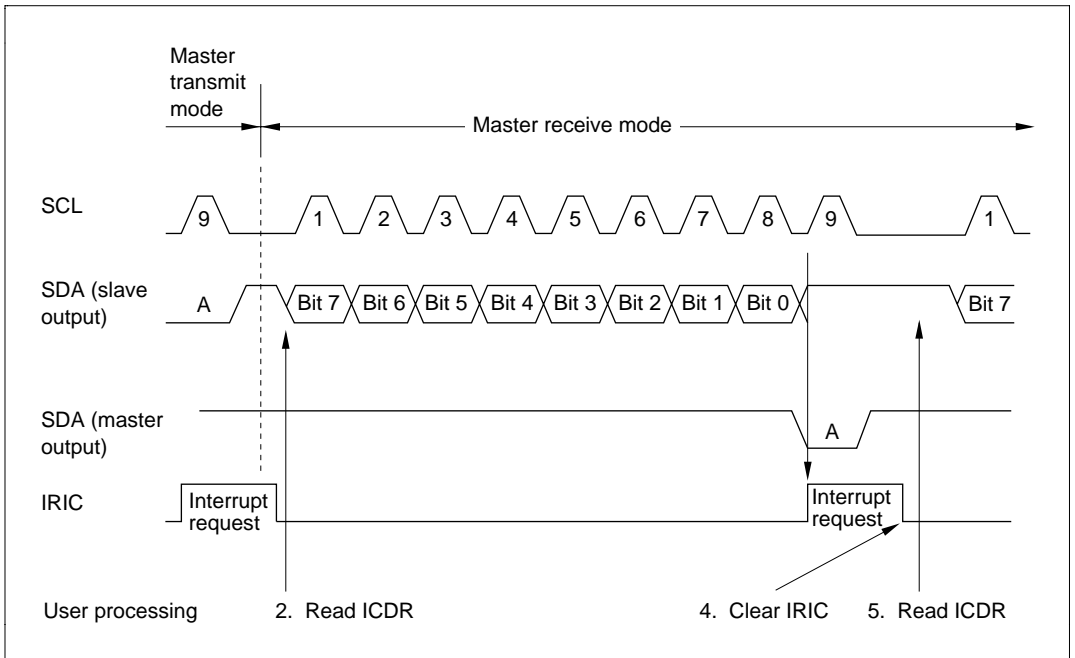 Master
transmit
mode
Master receive mode
SCL
9 1 2 3 4 5 6 7 8 9 1
SDA (slave
output)
A Bit 7 Bit 6 Bit 5 Bit 4 Bit 3 Bit 2 Bit 1 Bit 0 Bit 7
SDA (master
output)
A
IRIC
Interrupt
request
Interrupt
request
User processing
2. Read ICDR
4. Clear IRIC
5. Read ICDR